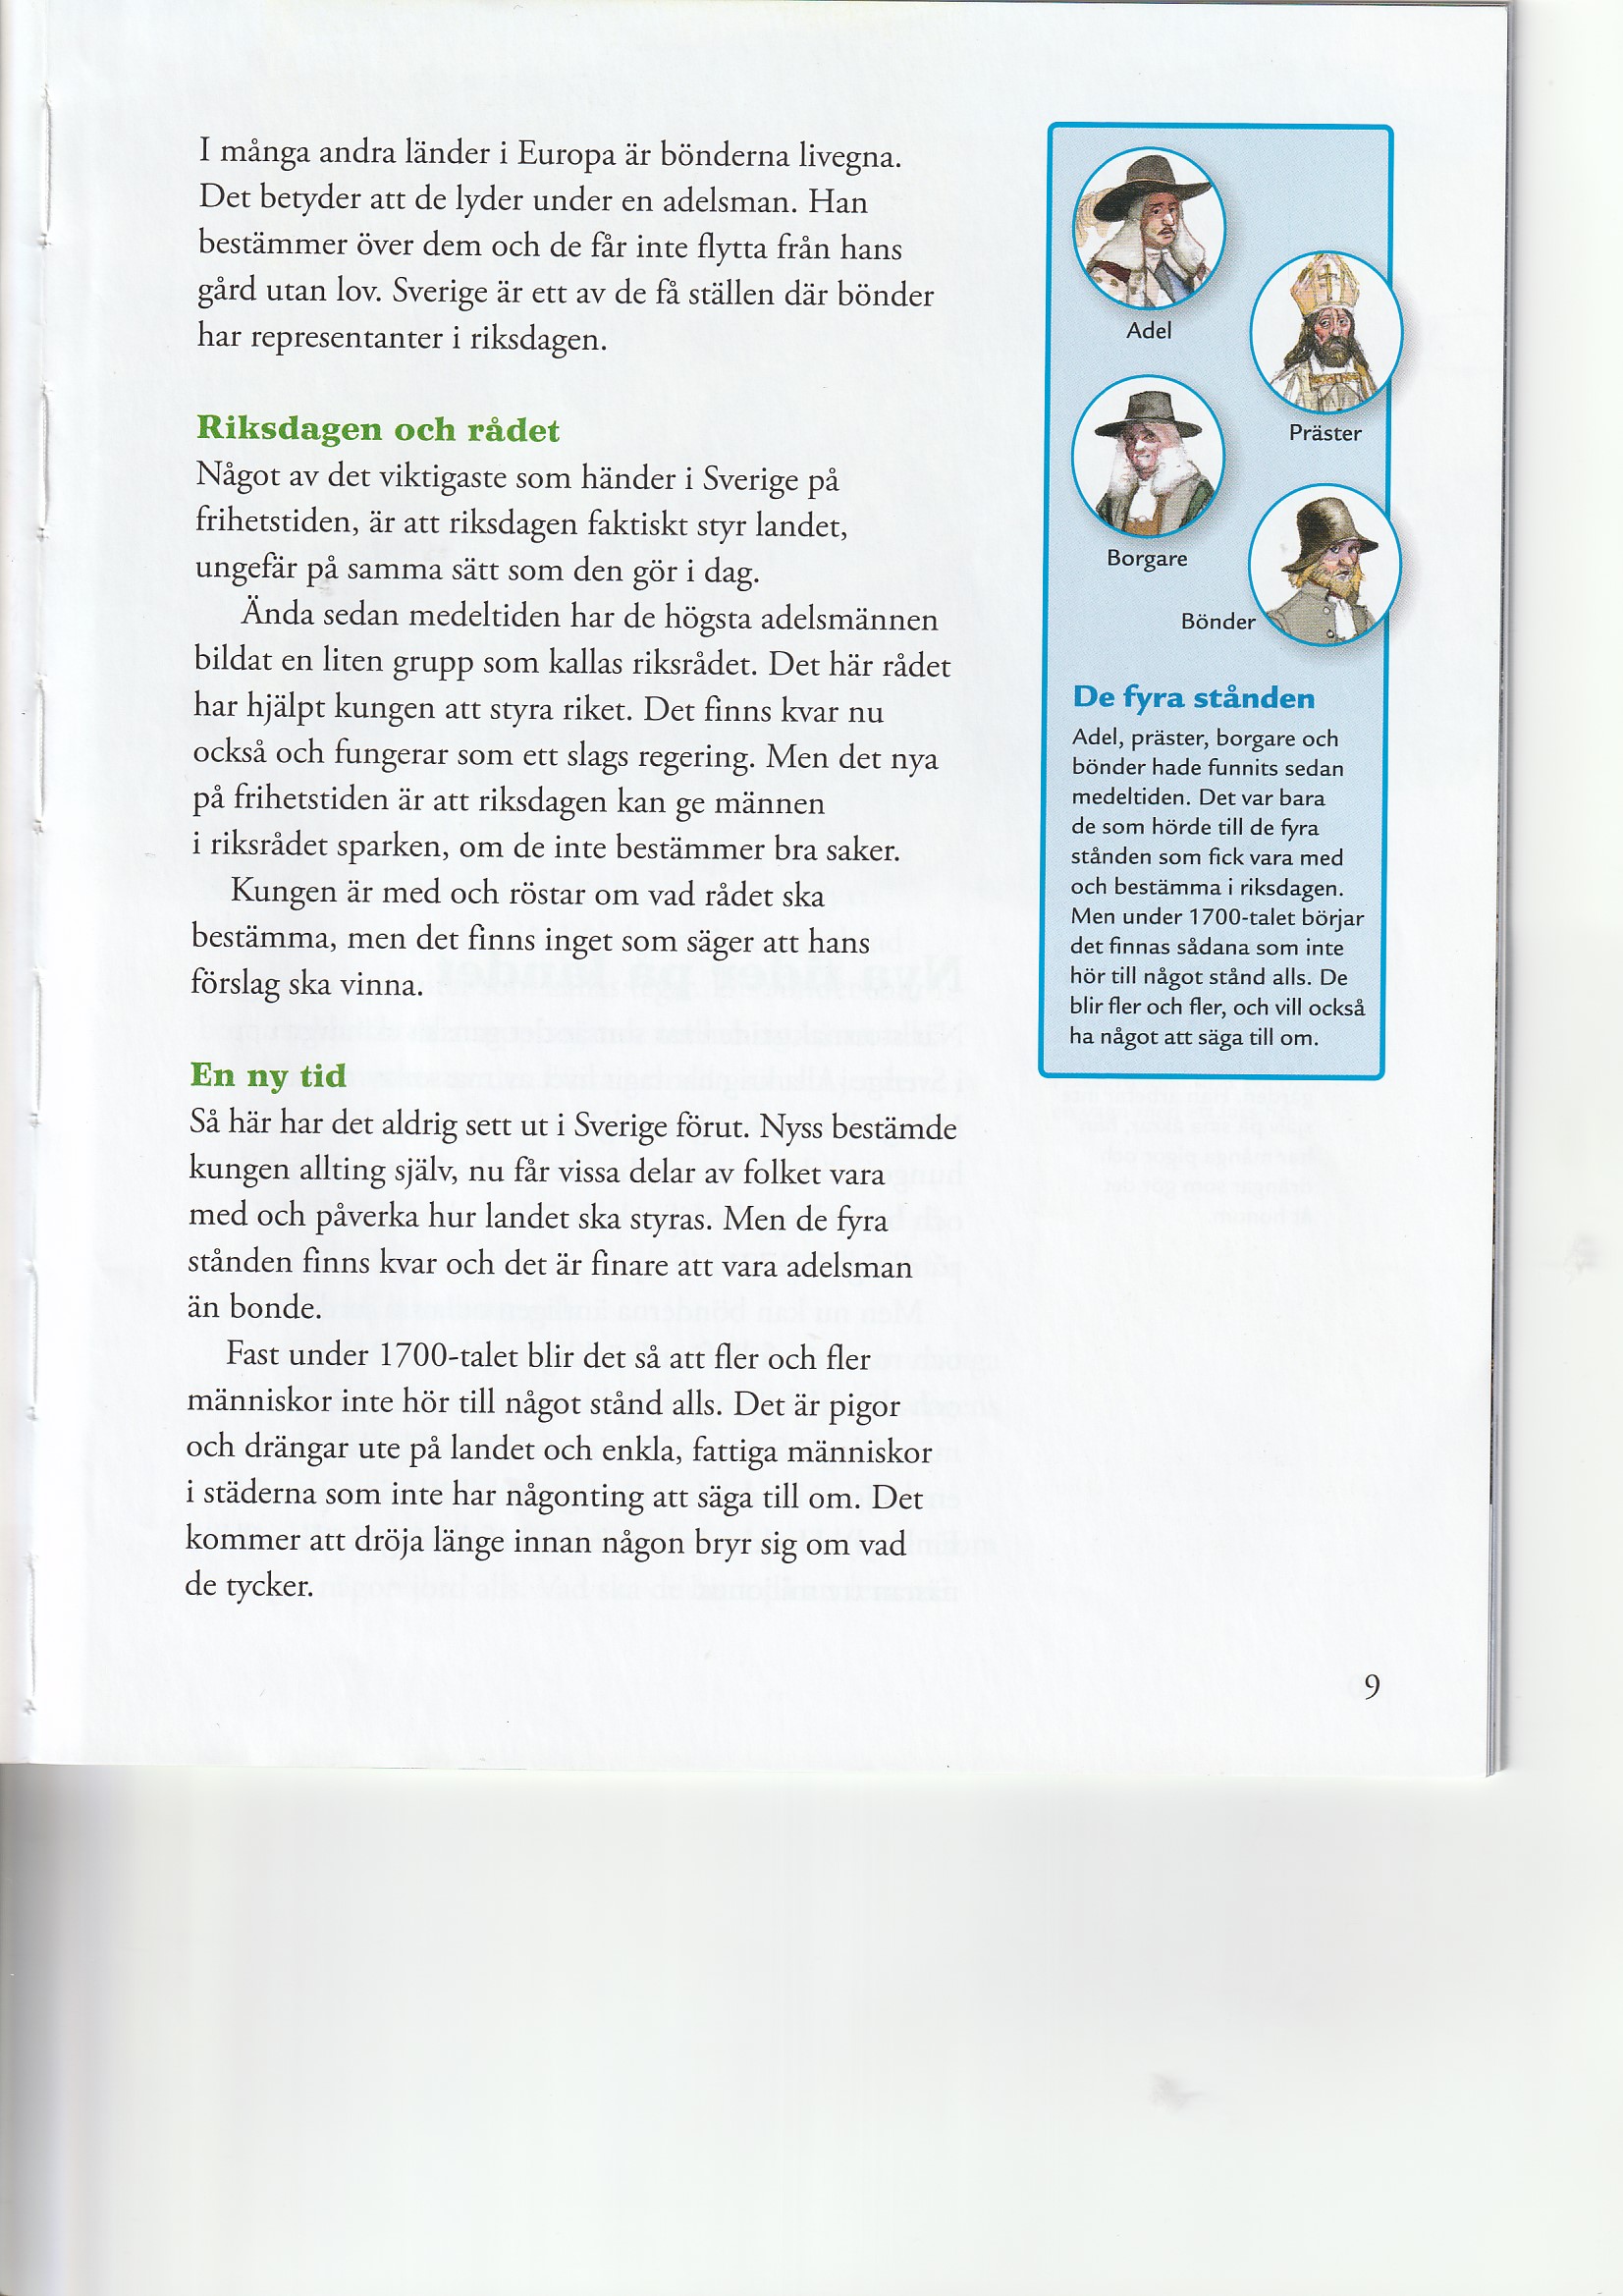 I många andra länder i Europa är bönderna livegna.
Det betyder att de lyder under en adelsman. Han
bestämmer över dem och de får inte flytta från hans
gård utan lov. Sverige är ett av de få ställen där bönder
har representanter i riksdagen.
Riksdagen och rådet
Något av det viktigaste som händer i Sverige på
frihetstiden, är att riksdagen faktiskt styr landet,
ungefär på samma sätt som den gör i dag.
Ända sedan medeltiden har de högsta adelsmännen
bildat en liten grupp som kallas riksrådet. Det här rådet
har hjälpt kungen att styra riket. Det finns kvar nu
också och fungerar som ett slags regering. Men det nya
på frihetstiden är att riksdagen kan ge männen
i riksrådet sparken, om de inte bestämmer bra saker.
Kungen är med och röstar om vad rådet ska
bestämma, men det finns inget som säger att hans
förslag ska vinna.
En ny tid
Så här har det aldrig sett ut i Sverige förut. Nyss bestämde
kungen allting själv, nu får vissa delar av folket vara
med och påverka hur landet ska styras. Men de fyra
stånden finns kvar och det är finare att vara adelsman
än bonde.
Fast under 1700-talet blir det så att fler och fler
människor inte hör till något stånd alls. Det är pigor
och drängar ute på landet och enkla, fattiga människor
i städerna som inte har någonting att säga till om. Det
kommer att dröja länge innan någon bryr sig om vad
de tycker.
Adel
Präster
Borgare
Bönder
De fyra stånden
Adel, präster, borgare och
bönder hade funnits sedan
medeltiden. Det var bara
de som hörde till de fyra
stånden som fick vara med
och bestämma i riksdagen.
Men under 1700-talet börjar
det finnas sådana som inte
hör till något stånd alls. De
blir fler och fler, och vill också
ha något att säga till om.
9